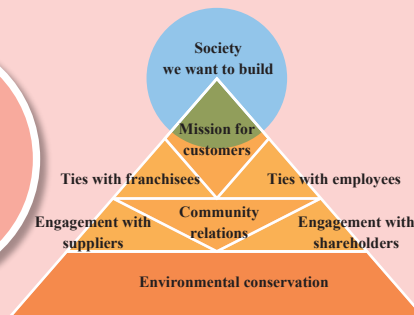 Society
we want to build
Mission for
customers
Ties with franchisees
Ties with employees
Community
relations
Engagement with
suppliers
Engagement with
shareholders
Environmental conservation